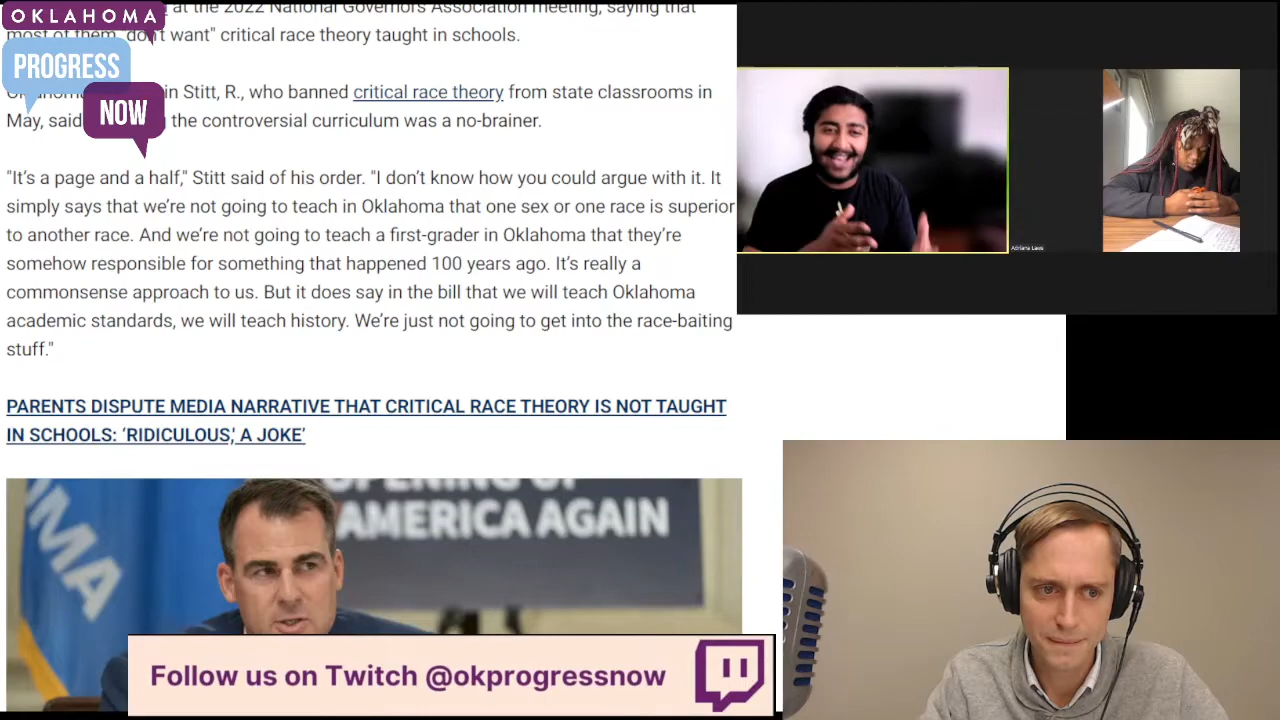 OKLAHOMA
PROGRESS
NOW
at the 2022 National Governors Association meeting, saying that
most of them "don't want" critical race theory taught in schools.
in Stitt, R., who banned critical race theory from state classrooms in
May, said the controversial curriculum was a no-brainer.
"It's a page and a half," Stitt said of his order. "I don't know how you could argue with it. It
simply says that we're not going to teach in Oklahoma that one sex or one race is superior
to another race. And we're not going to teach a first-grader in Oklahoma that they're
somehow responsible for something that happened 100 years ago. It's really a
commonsense approach to us. But it does say in the bill that we will teach Oklahoma
academic standards, we will teach history. We're just not going to get into the race-baiting
stuff."
PARENTS DISPUTE MEDIA NARRATIVE THAT CRITICAL RACE THEORY IS NOT TAUGHT
IN SCHOOLS: 'RIDICULOUS,' A JOKE'
OMA
OPENING UP
AMERICA AGAIN
Adriana Laws
Follow us on Twitch @okprogressnow